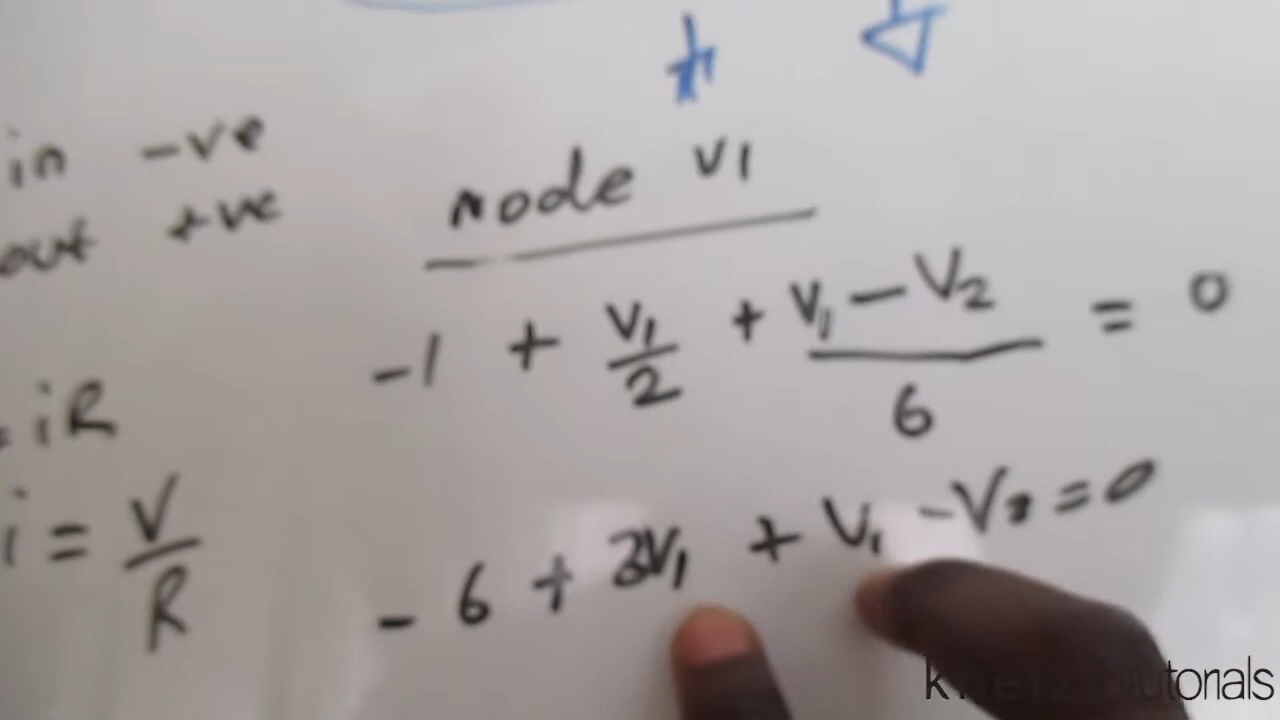 in -ve
out +ve
node V1
-1 + V1/2 + V1 - V2/6 = 0
= iR
i = V/R
-6 + 3V1 + V1 - V2 = 0